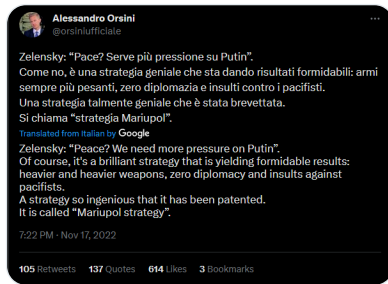 Alessandro Orsini
@orsiniufficiale
Zelensky: “Pace? Serve più pressione su Putin”.
Come no, è una strategia geniale che sta dando risultati formidabili: armi
sempre più pesanti, zero diplomazia e insulti contro i pacifisti.
Una strategia talmente geniale che è stata brevettata.
Si chiama “strategia Mariupol”.
Translated from Italian by Google
Zelensky: “Peace? We need more pressure on Putin”.
Of course, it's a brilliant strategy that is yielding formidable results:
heavier and heavier weapons, zero diplomacy and insults against
pacifists.
A strategy so ingenious that it has been patented.
It is called “Mariupol strategy”.
7:22 PM · Nov 17, 2022
105 Retweets 137 Quotes 614 Likes 3 Bookmarks